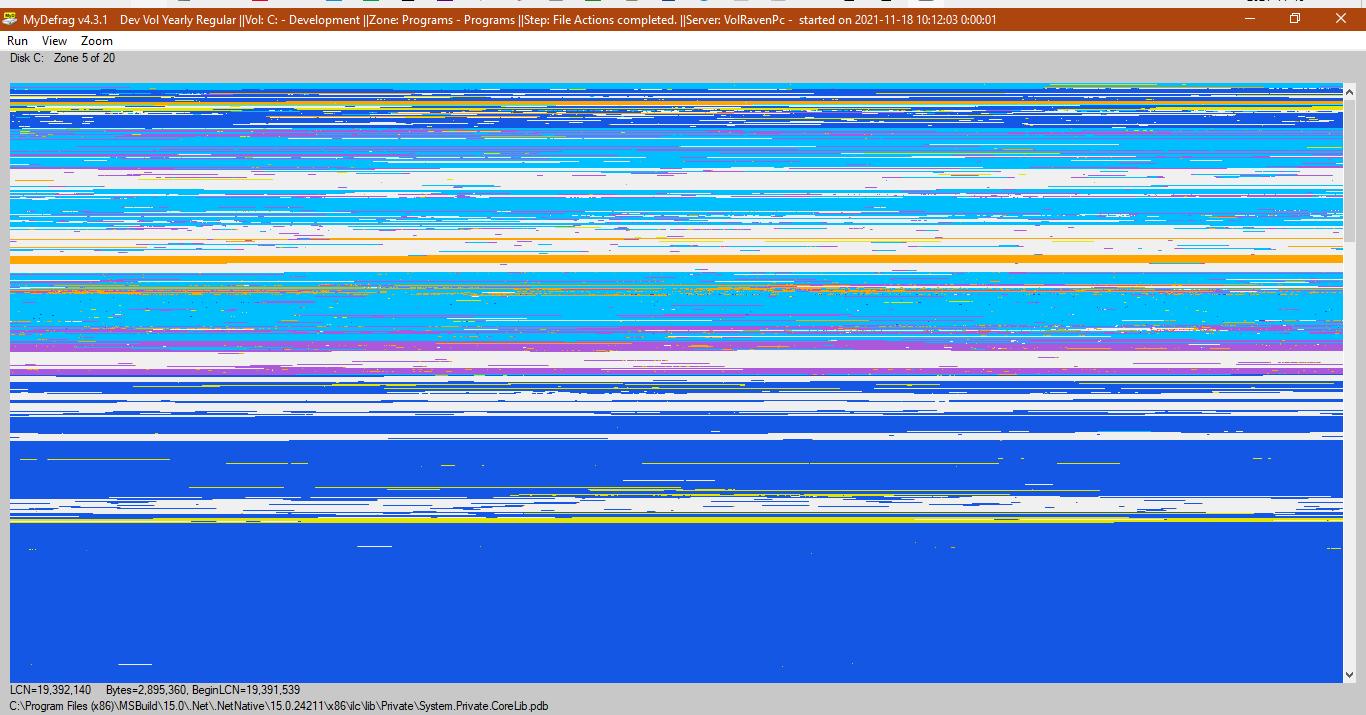 MyDefrag v4.3.1    Dev Vol Yearly Regular ||Vol: C: - Development ||Zone: Programs - Programs ||Step: File Actions completed. ||Server: VolRavenPc -  started on 2021-11-18 10:12:03 0:00:01
Run View Zoom
Disk C:   Zone 5 of 20
LCN=19,392,140     Bytes=2,895,360, BeginLCN=19,391,539
C:\Program Files (x86)\MSBuild\15.0\.Net\.NetNative\15.0.24211\x86\ilc\lib\Private\System.Private.CoreLib.pdb